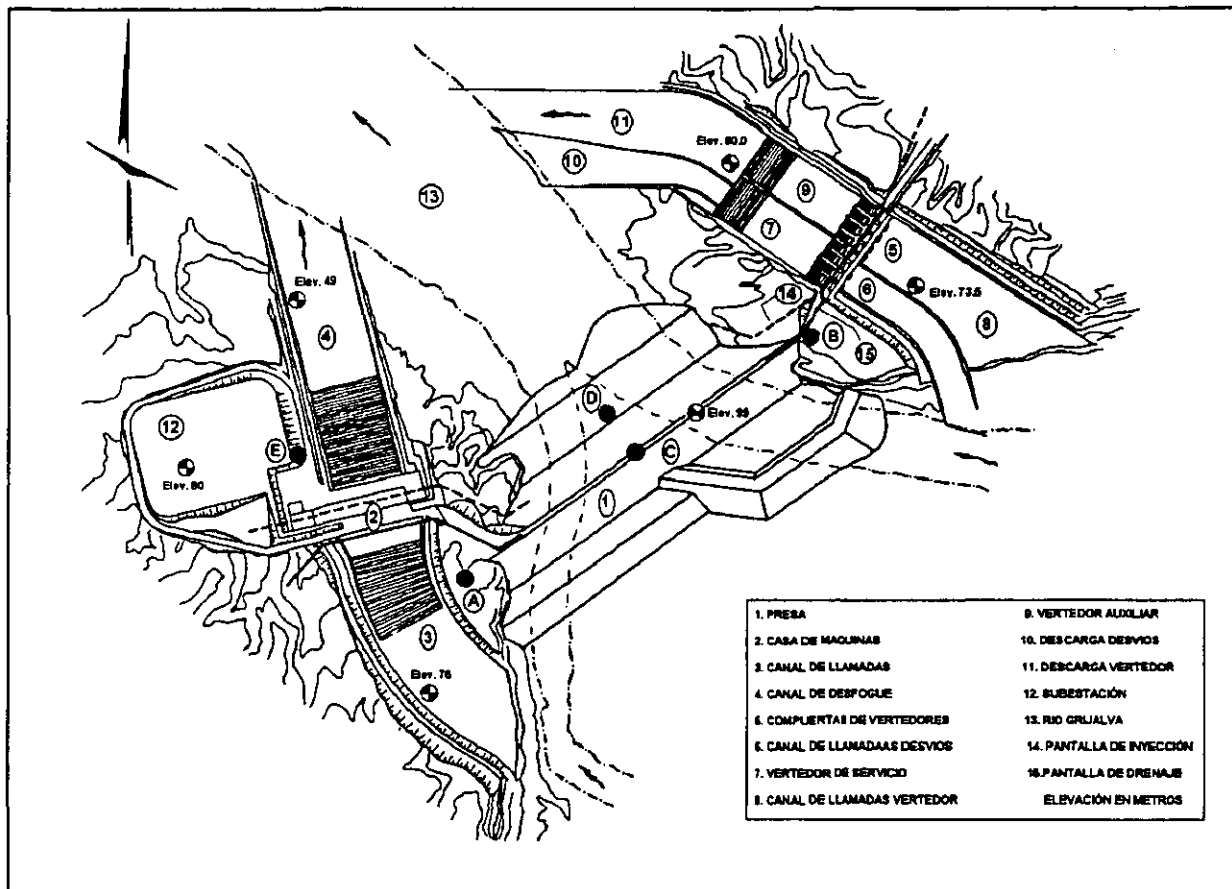 11
Elev. 80.0
10
9
13
7
5
Elev. 49
14
6
Elev. 73.5
8
4
B
15
D
Elev. 99
12
E
C
Elev. 80
1
2
A
3
Elev. 76
1. PRESA
2. CASA DE MAQUINAS
3. CANAL DE LLAMADAS
4. CANAL DE DESFOGUE
5. COMPUERTAS DE VERTEDORES
6. CANAL DE LLAMADAAS DESVIOS
7. VERTEDOR DE SERVICIO
8. CANAL DE LLAMADAS VERTEDOR
9. VERTEDOR AUXILIAR
10. DESCARGA DESVIOS
11. DESCARGA VERTEDOR
12. SUBESTACIÓN
13. RIO GRIJALVA
14. PANTALLA DE INYECCIÓN
15. PANTALLA DE DRENAJE
ELEVACIÓN EN METROS